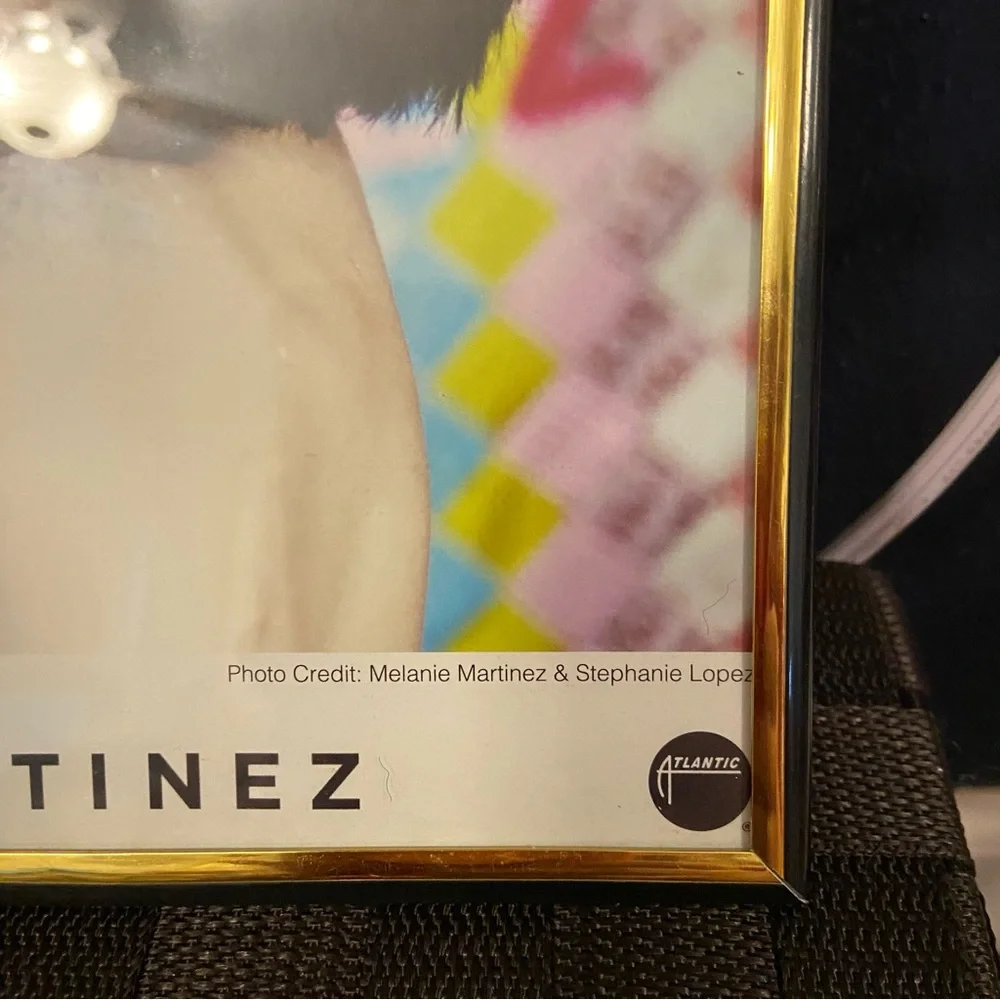 Photo Credit: Melanie Martinez & Stephanie Lopez
TINEZ
ATLANTIC
®